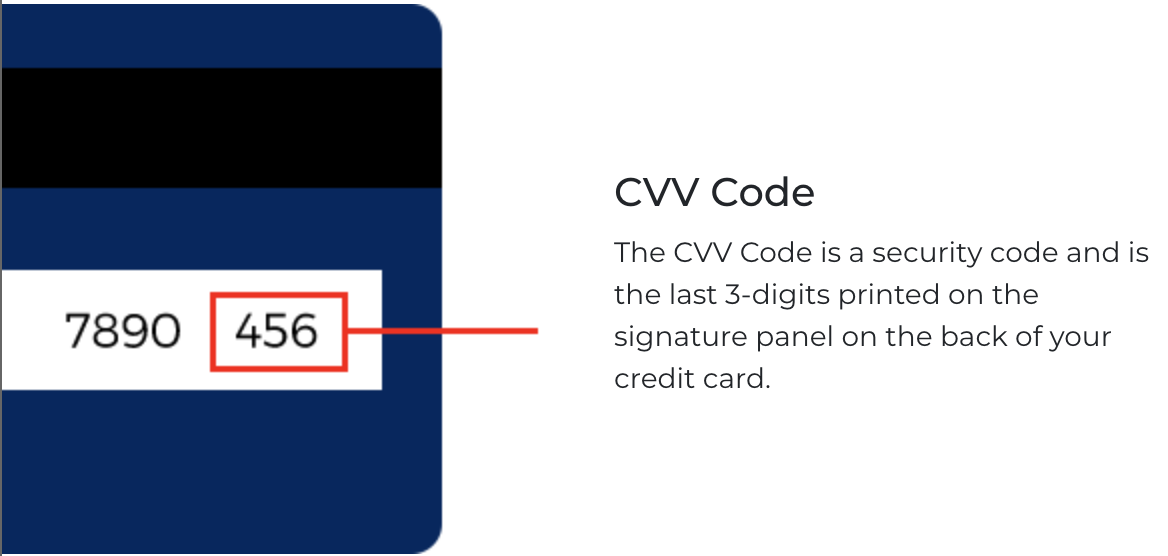 CVV Code
The CVV Code is a security code and is
the last 3-digits printed on the
signature panel on the back of your
credit card.
7890 456